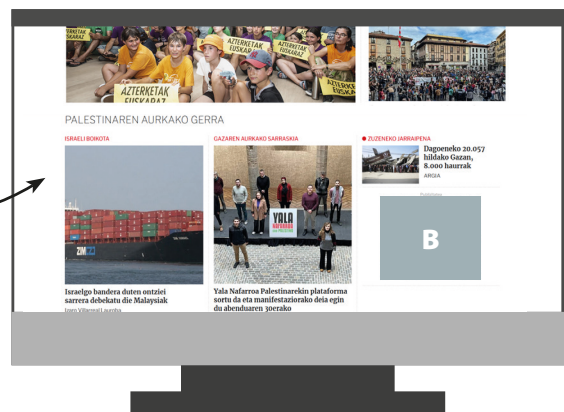 AZTERKETAK
EUSKARAZ
AZTERKETAK
EUSKARAZ
AZTERKETAK
EUSKARAZ
PALESTINAREN AURKAKO GERRA
ISRAELI BOIKOTA
ZIM
Israelgo bandera duten ontziei
sarrera debekatu die Malaysiak
GAZAREN AURKAKO SARRASKIA
YALA
NAFARROA
Yala Nafarroa Palestinarekin plataforma
sortu da eta manifestaziorako deia egin
du abenduaren 30erako
ZUZENEKO JARRAIPENA
Dagoeneko 20.057
hildako Gazan,
8.000 haurrak
ARGIA
B